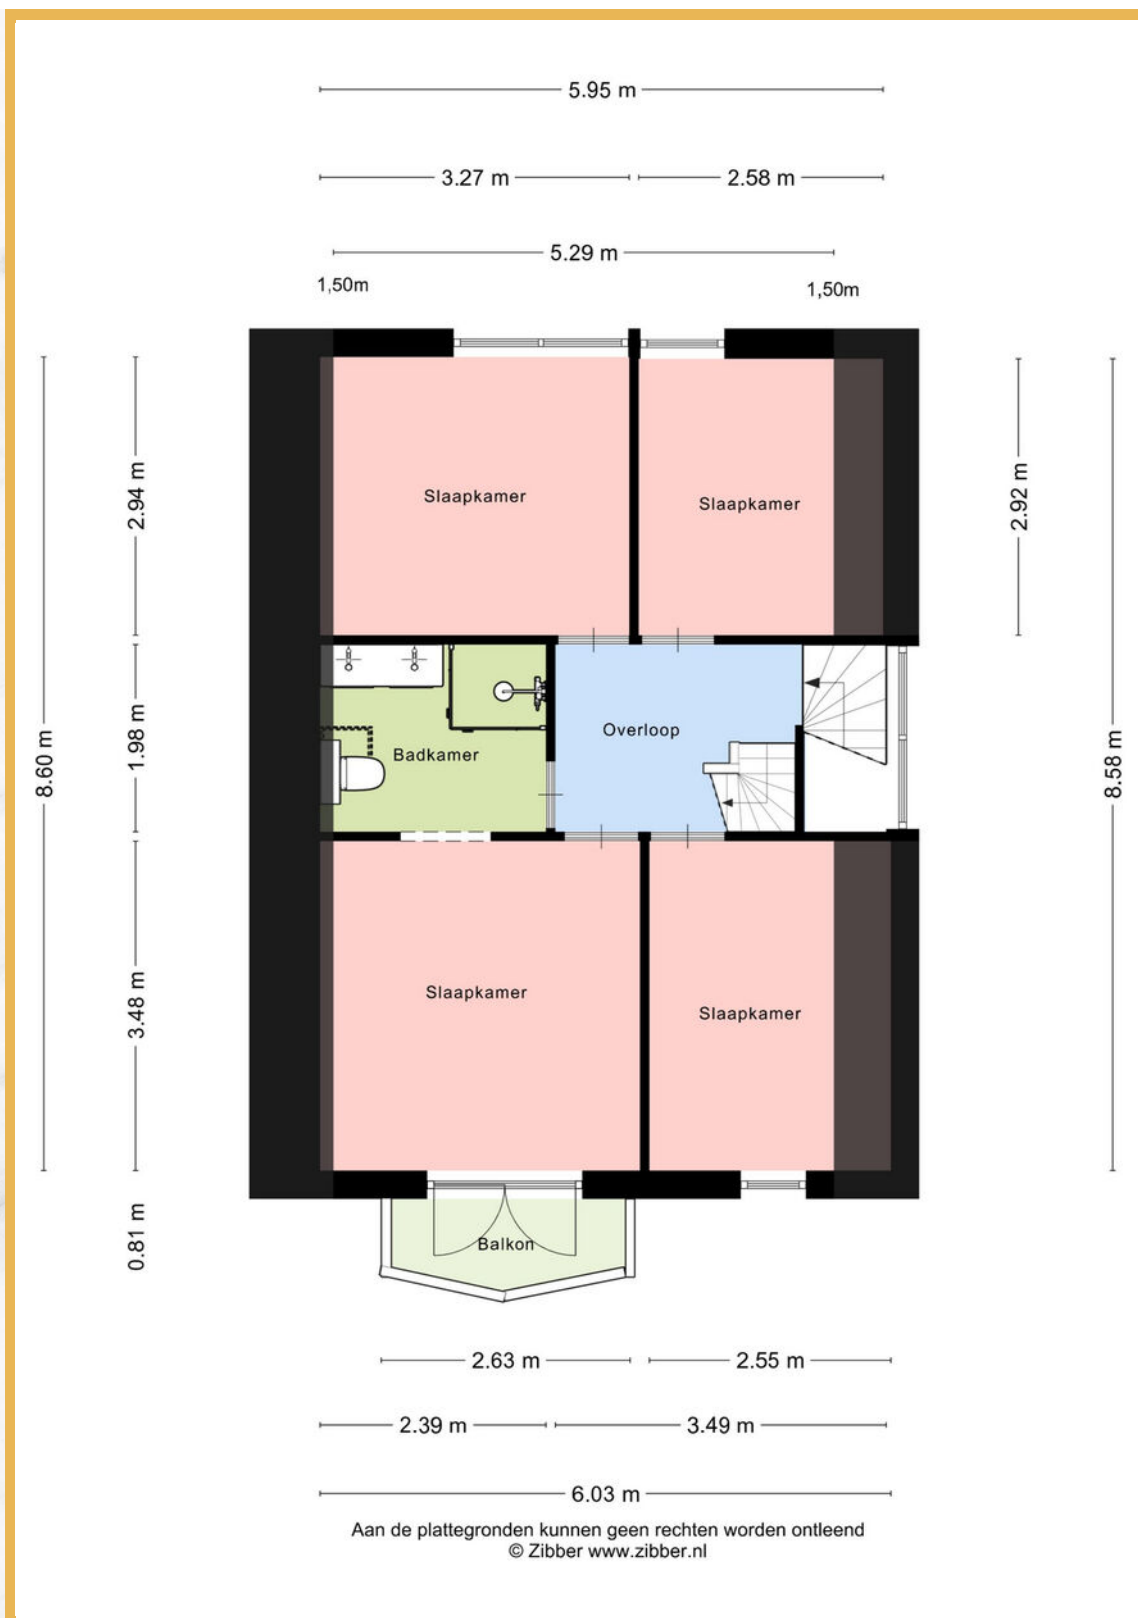 5.95 m
3.27 m
2.58 m
5.29 m
1,50m
1,50m
2.94 m
2.92 m
Slaapkamer
Slaapkamer
8.60 m
1.98 m
Badkamer
Overloop
8.58 m
3.48 m
Slaapkamer
Slaapkamer
0.81 m
Balkon
2.63 m
2.55 m
2.39 m
3.49 m
6.03 m
Aan de plattegronden kunnen geen rechten worden ontleend
© Zibber www.zibber.nl